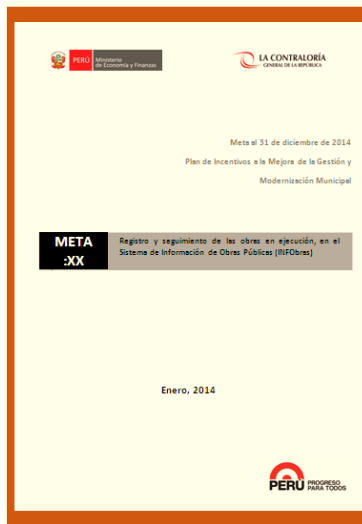 PERÚ
Ministerio
de Economía y Finanzas
LA CONTRALORÍA
GENERAL DE LA REPÚBLICA
Meta al 31 de diciembre de 2014
Plan de Incentivos a la Mejora de la Gestión y
Modernización Municipal
META
:XX
Registro y seguimiento de las obras en ejecución, en el
Sistema de Información de Obras Públicas (INFObras)
Enero, 2014
PERÚ
PROGRESO
PARA TODOS